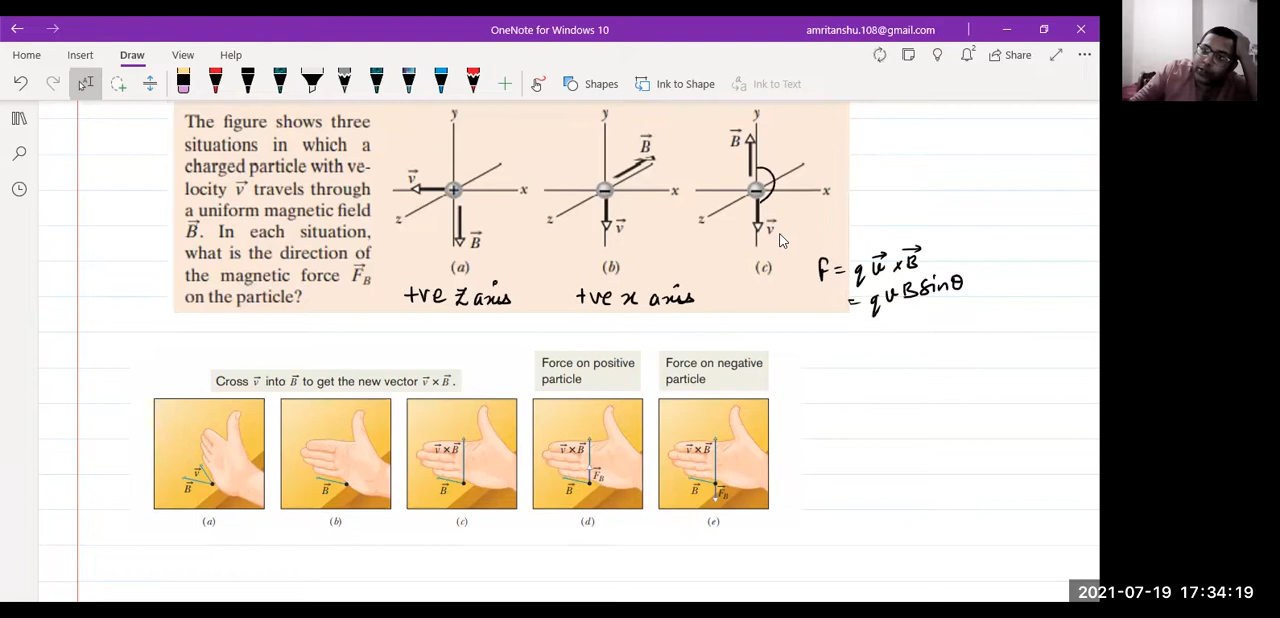 OneNote for Windows 10
amritanshu.108@gmail.com
Home Insert Draw View Help
Share
Shapes
Ink to Shape
Ink to Text
The figure shows three
situations in which a
charged particle with ve-
locity v⃗ travels through
a uniform magnetic field
B⃗. In each situation,
what is the direction of
the magnetic force F⃗B
on the particle?
y
v⃗
+
x
z
B⃗
(a)
y
B⃗
−
x
z
v⃗
(b)
y
B⃗
−
x
z
v⃗
(c)
+ve z axis
+ve x axis
F = q v⃗ × B⃗
= q v B Sin θ
Cross v⃗ into B⃗ to get the new vector v⃗ × B⃗.
Force on positive
particle
Force on negative
particle
v⃗
B⃗
(a)
B⃗
(b)
v⃗ × B⃗
B⃗
(c)
v⃗ × B⃗
F⃗B
B⃗
(d)
v⃗ × B⃗
B⃗
F⃗B
(e)
2021-07-19 17:34:19